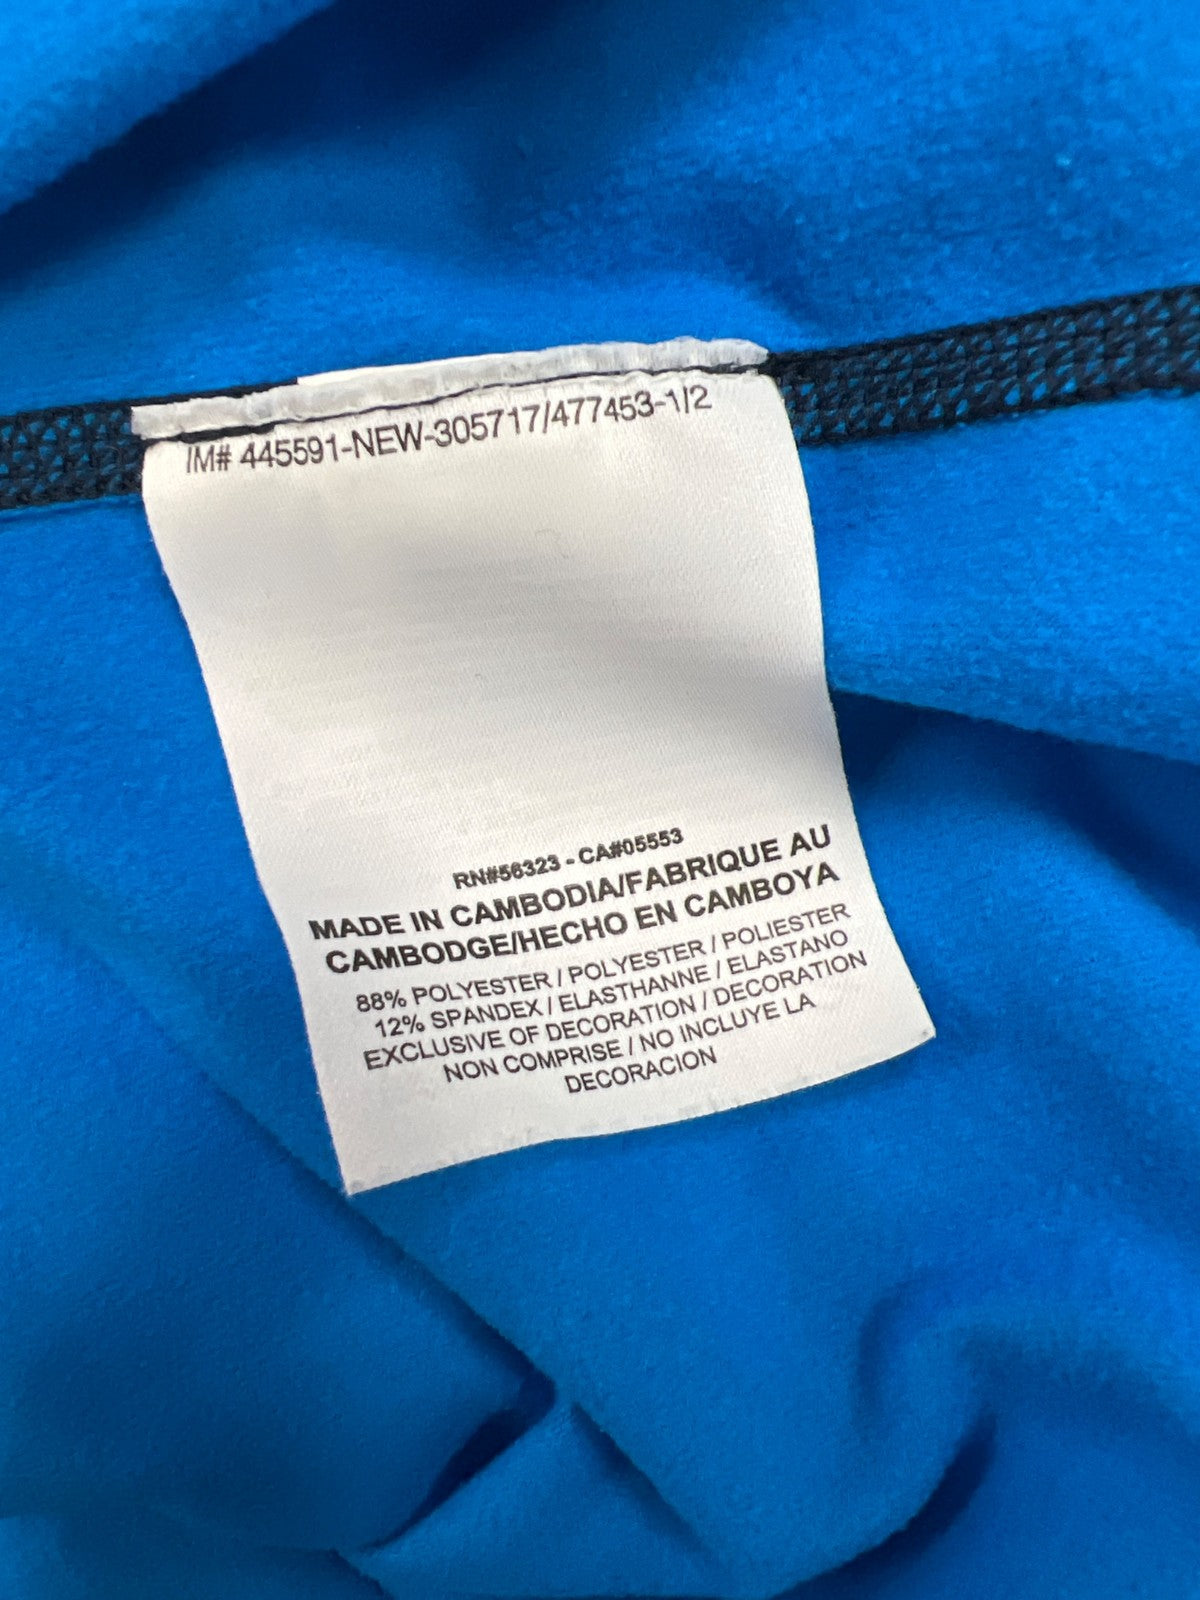 IM# 445591-NEW-305717/477453-1/2
RN#56323 - CA#05553
MADE IN CAMBODIA/FABRIQUE AU
CAMBODGE/HECHO EN CAMBOYA
88% POLYESTER / POLYESTER / POLIESTER
12% SPANDEX / ELASTHANNE / ELASTANO
EXCLUSIVE OF DECORATION / DECORATION
NON COMPRISE / NO INCLUYE LA
DECORACION